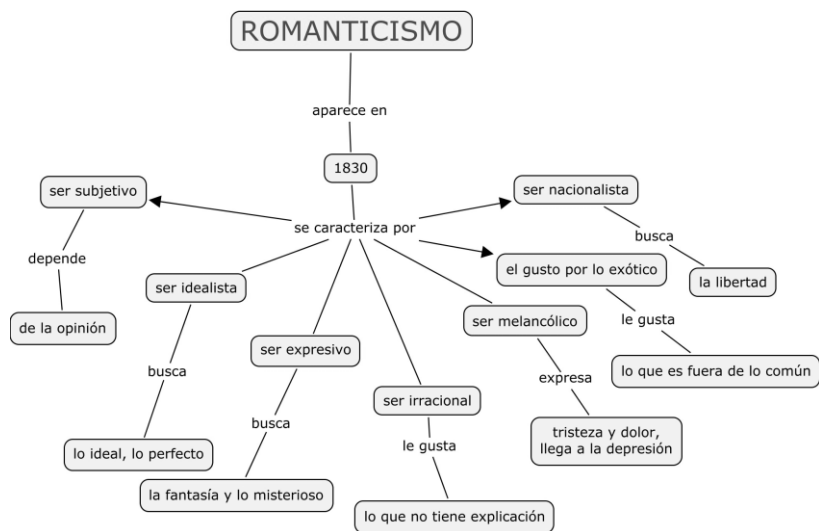 ROMANTICISMO
aparece en
1830
se caracteriza por
ser subjetivo
depende
de la opinión
ser idealista
busca
lo ideal, lo perfecto
ser expresivo
busca
la fantasía y lo misterioso
ser irracional
le gusta
lo que no tiene explicación
ser melancólico
expresa
tristeza y dolor,
llega a la depresión
el gusto por lo exótico
le gusta
lo que es fuera de lo común
ser nacionalista
busca
la libertad